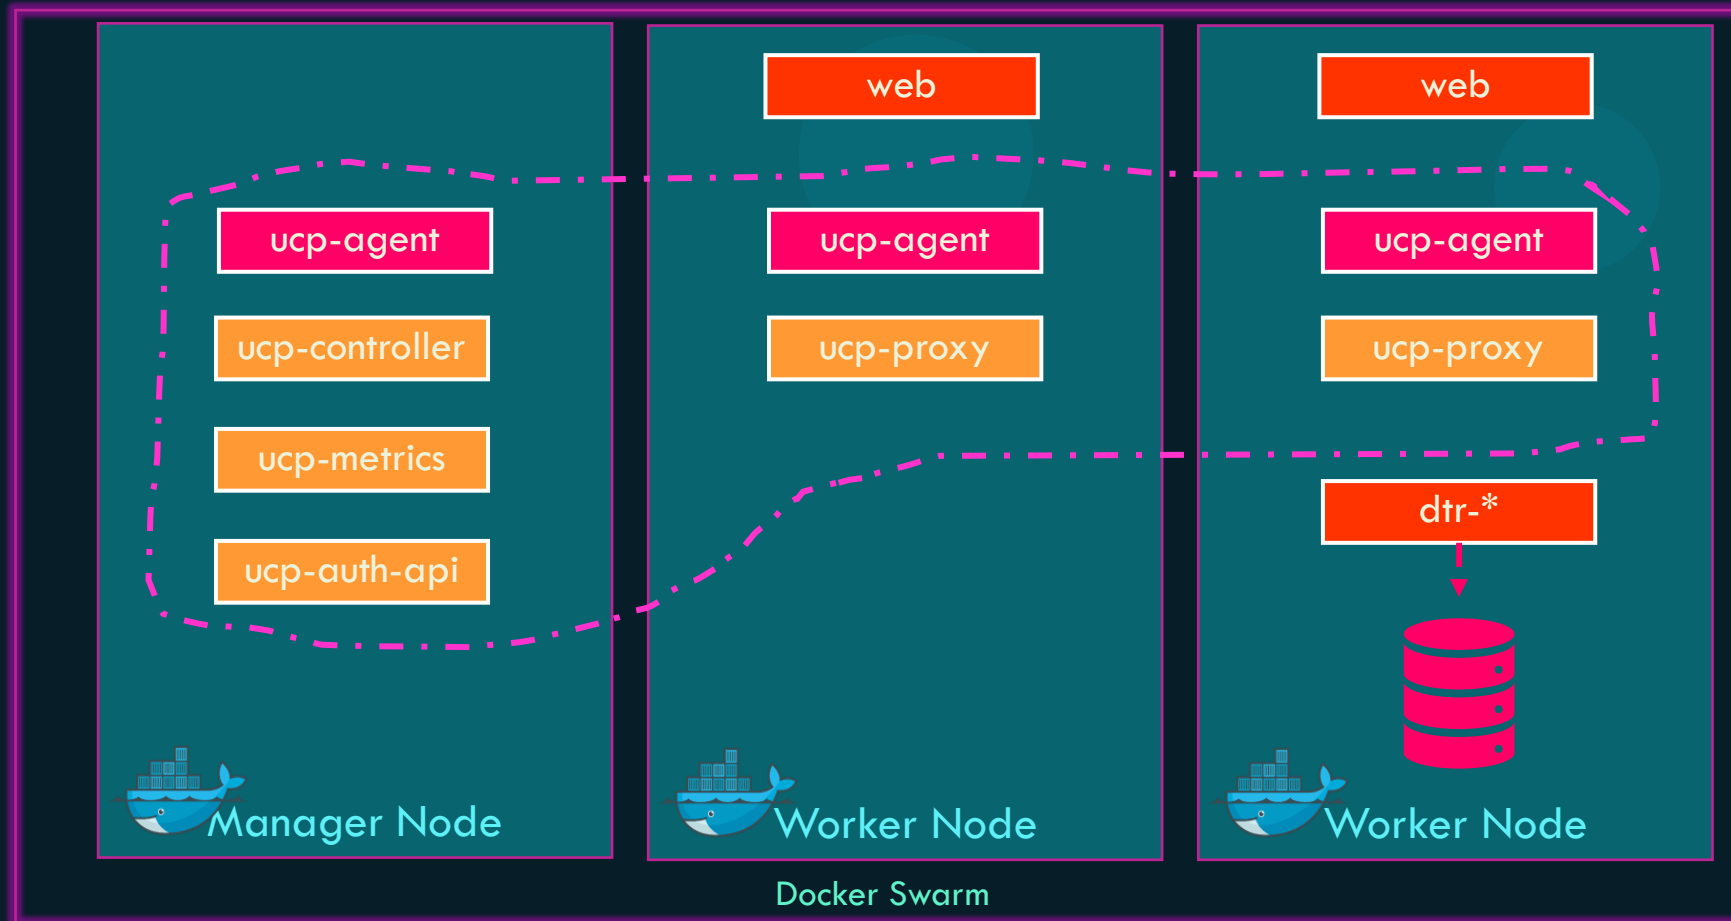 web
web
ucp-agent
ucp-agent
ucp-agent
ucp-controller
ucp-proxy
ucp-proxy
ucp-metrics
dtr-*
ucp-auth-api
Manager Node
Worker Node
Worker Node
Docker Swarm